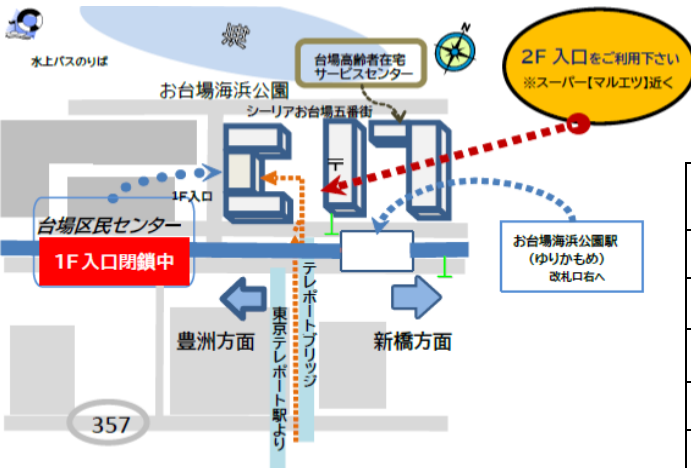 水上バスのりば
N
台場高齢者在宅
サービスセンター
2F 入口をご利用下さい
※スーパー【マルエツ】近く
お台場海浜公園
シーリアお台場五番街
〒
1F入口
台場区民センター
1F 入口閉鎖中
お台場海浜公園駅
（ゆりかもめ）
改札口右へ
豊洲方面
新橋方面
テレポートブリッジ
東京テレポート駅より
357